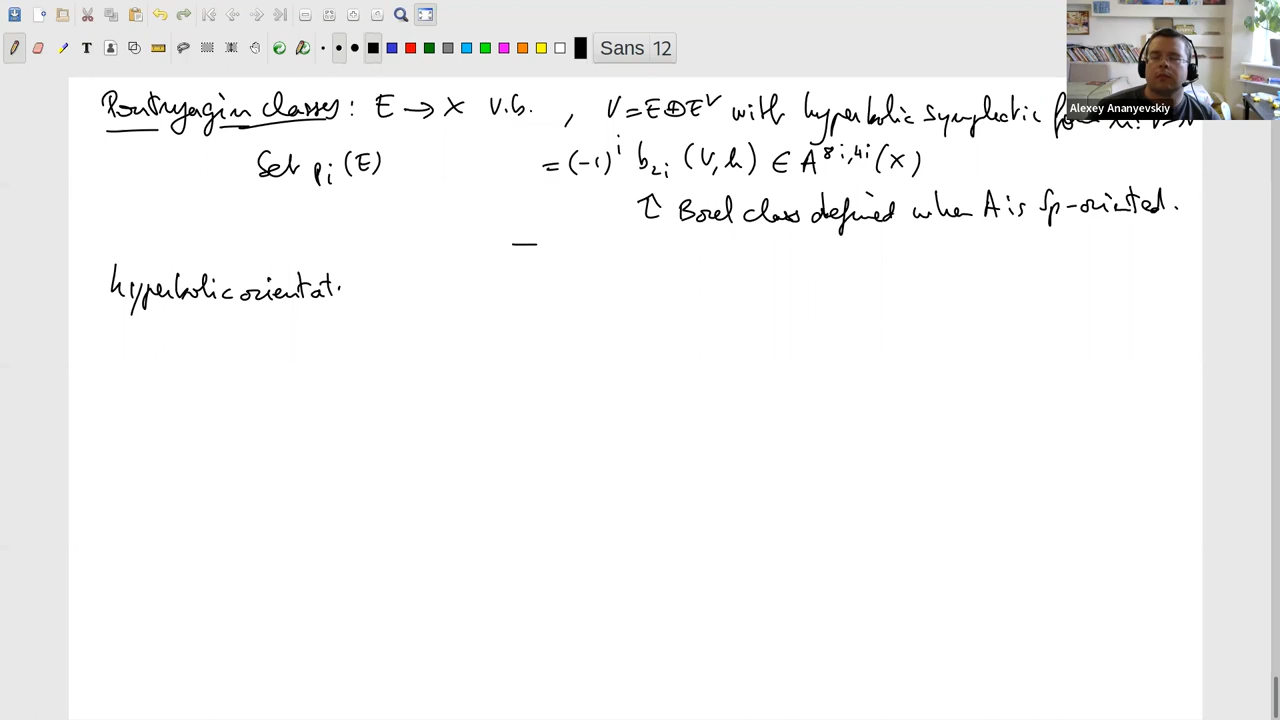 Sans 12
Alexey Ananyevskiy
Pontryagin classes: E → X v.b. , V = E ⊕ E^∨ with hyperbolic symplectic
Set p_i(E) = (-1)^i b_{2i} (V, h) ∈ A^{8i,4i}(X)
↑ Borel class defined when A is Sp-oriented.
—
hyperbolic orientat.